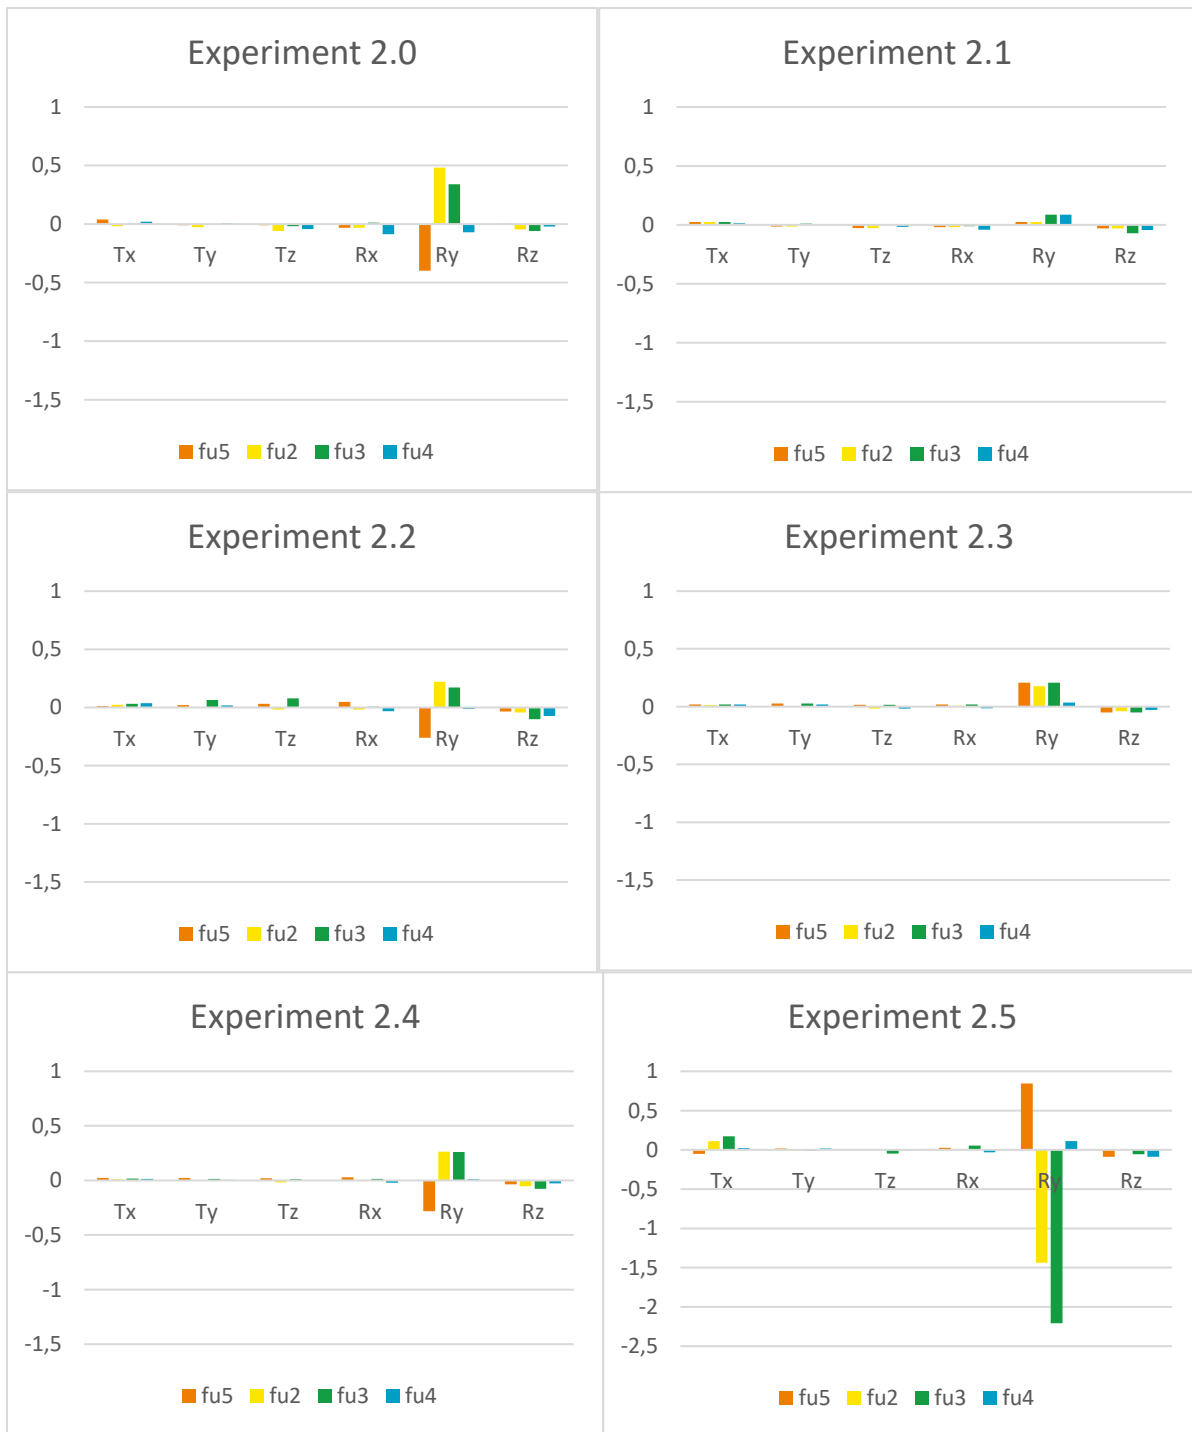 Experiment 2.0
1
0,5
0
-0,5
-1
-1,5
Tx Ty Tz Rx Ry Rz
fu5 fu2 fu3 fu4
Experiment 2.1
1
0,5
0
-0,5
-1
-1,5
Tx Ty Tz Rx Ry Rz
fu5 fu2 fu3 fu4
Experiment 2.2
1
0,5
0
-0,5
-1
-1,5
Tx Ty Tz Rx Ry Rz
fu5 fu2 fu3 fu4
Experiment 2.3
1
0,5
0
-0,5
-1
-1,5
Tx Ty Tz Rx Ry Rz
fu5 fu2 fu3 fu4
Experiment 2.4
1
0,5
0
-0,5
-1
-1,5
Tx Ty Tz Rx Ry Rz
fu5 fu2 fu3 fu4
Experiment 2.5
1
0,5
0
-0,5
-1
-1,5
-2
-2,5
Tx Ty Tz Rx Ry Rz
fu5 fu2 fu3 fu4